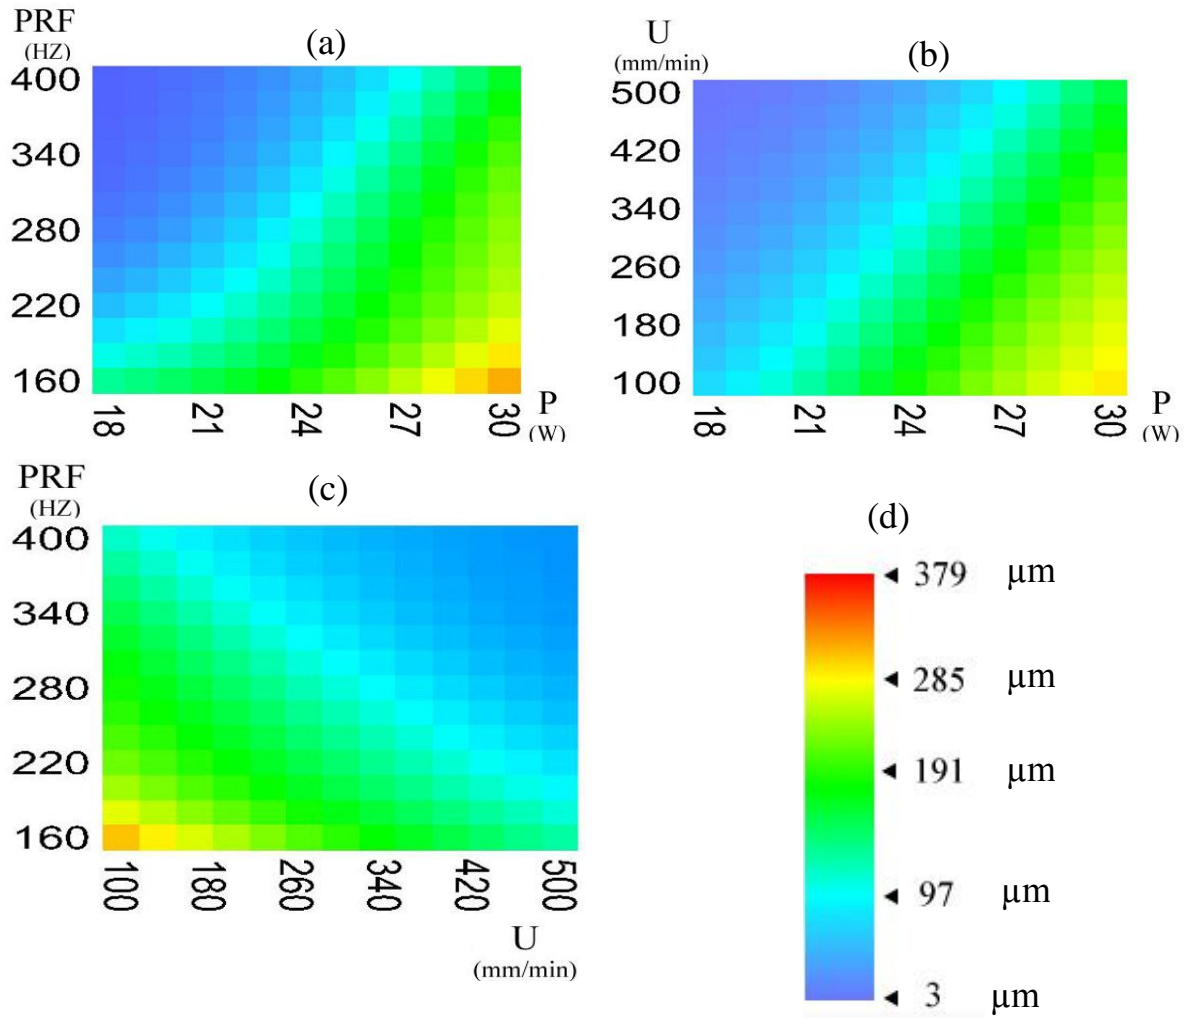 PRF
(HZ)
(a)
400
340
280
220
160
18
21
24
27
30
P
(W)
U
(mm/min)
(b)
500
420
340
260
180
100
18
21
24
27
30
P
(W)
PRF
(HZ)
(c)
400
340
280
220
160
100
180
260
340
420
500
U
(mm/min)
(d)
379 µm
285 µm
191 µm
97 µm
3 µm